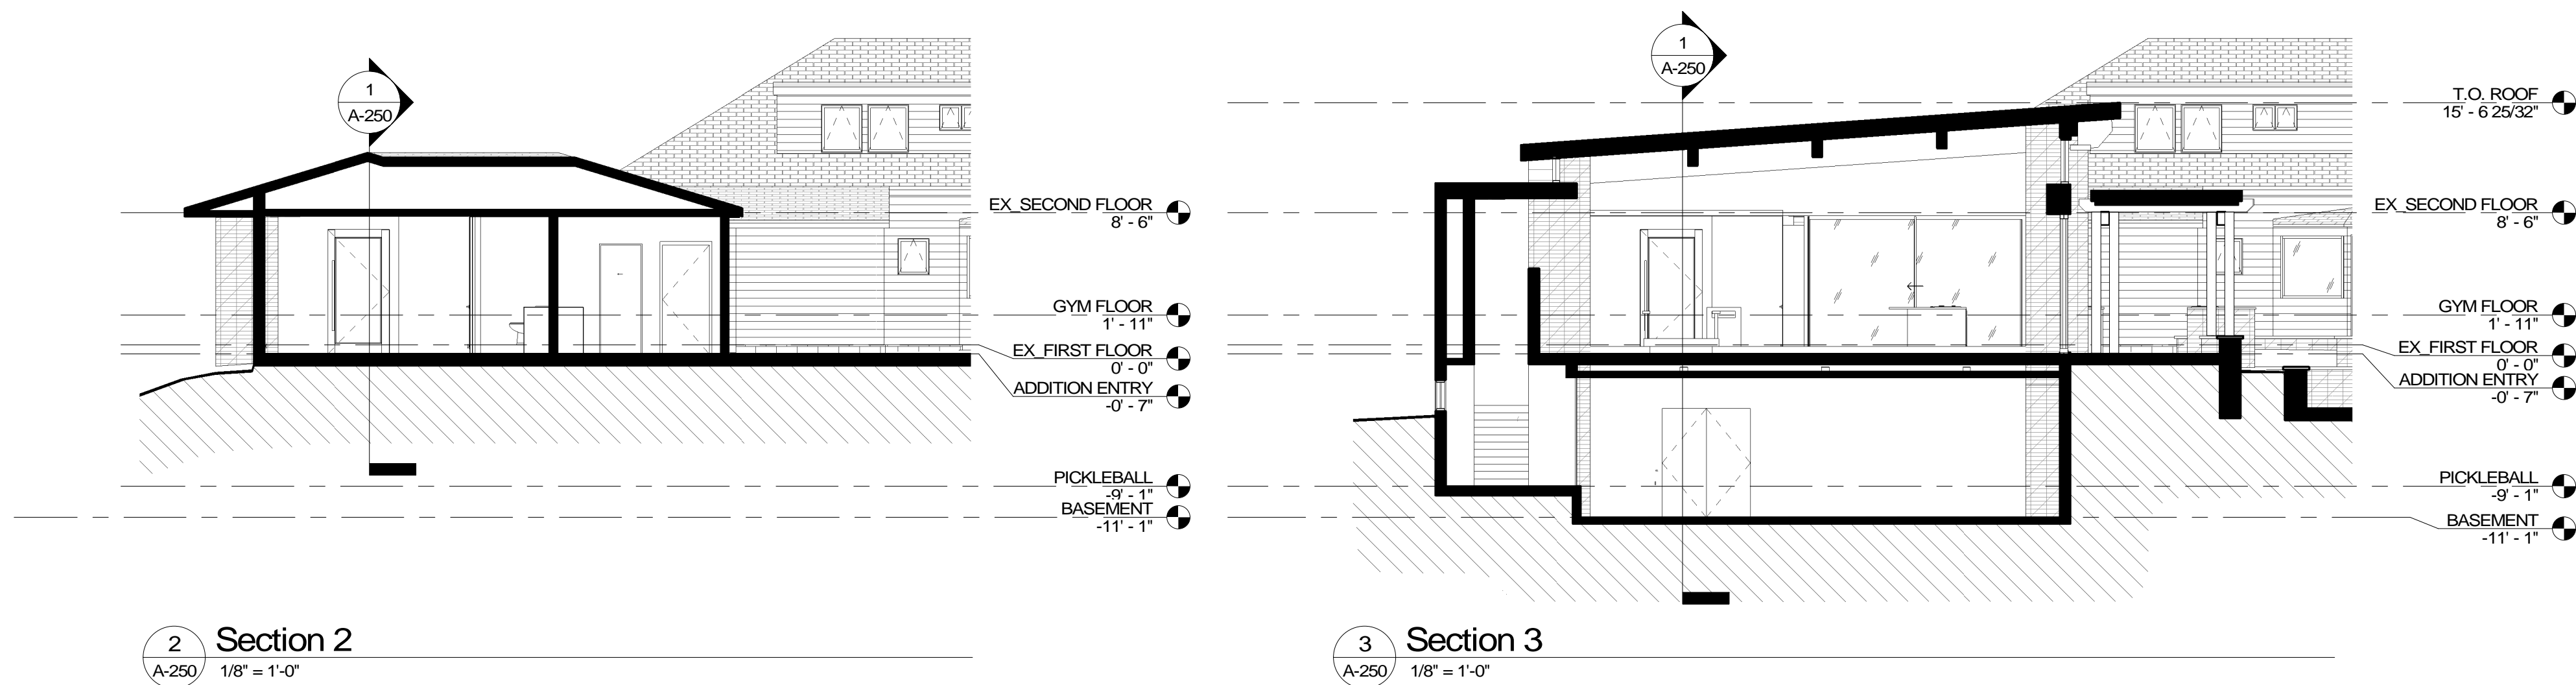 1
A-250
EX_SECOND FLOOR
8' - 6"
GYM FLOOR
1' - 11"
EX_FIRST FLOOR
0' - 0"
ADDITION ENTRY
-0' - 7"
PICKLEBALL
-9' - 1"
BASEMENT
-11' - 1"
2
A-250
Section 2
1/8" = 1'-0"
1
A-250
T.O. ROOF
15' - 6 25/32"
EX_SECOND FLOOR
8' - 6"
GYM FLOOR
1' - 11"
EX_FIRST FLOOR
0' - 0"
ADDITION ENTRY
-0' - 7"
PICKLEBALL
-9' - 1"
BASEMENT
-11' - 1"
3
A-250
Section 3
1/8" = 1'-0"